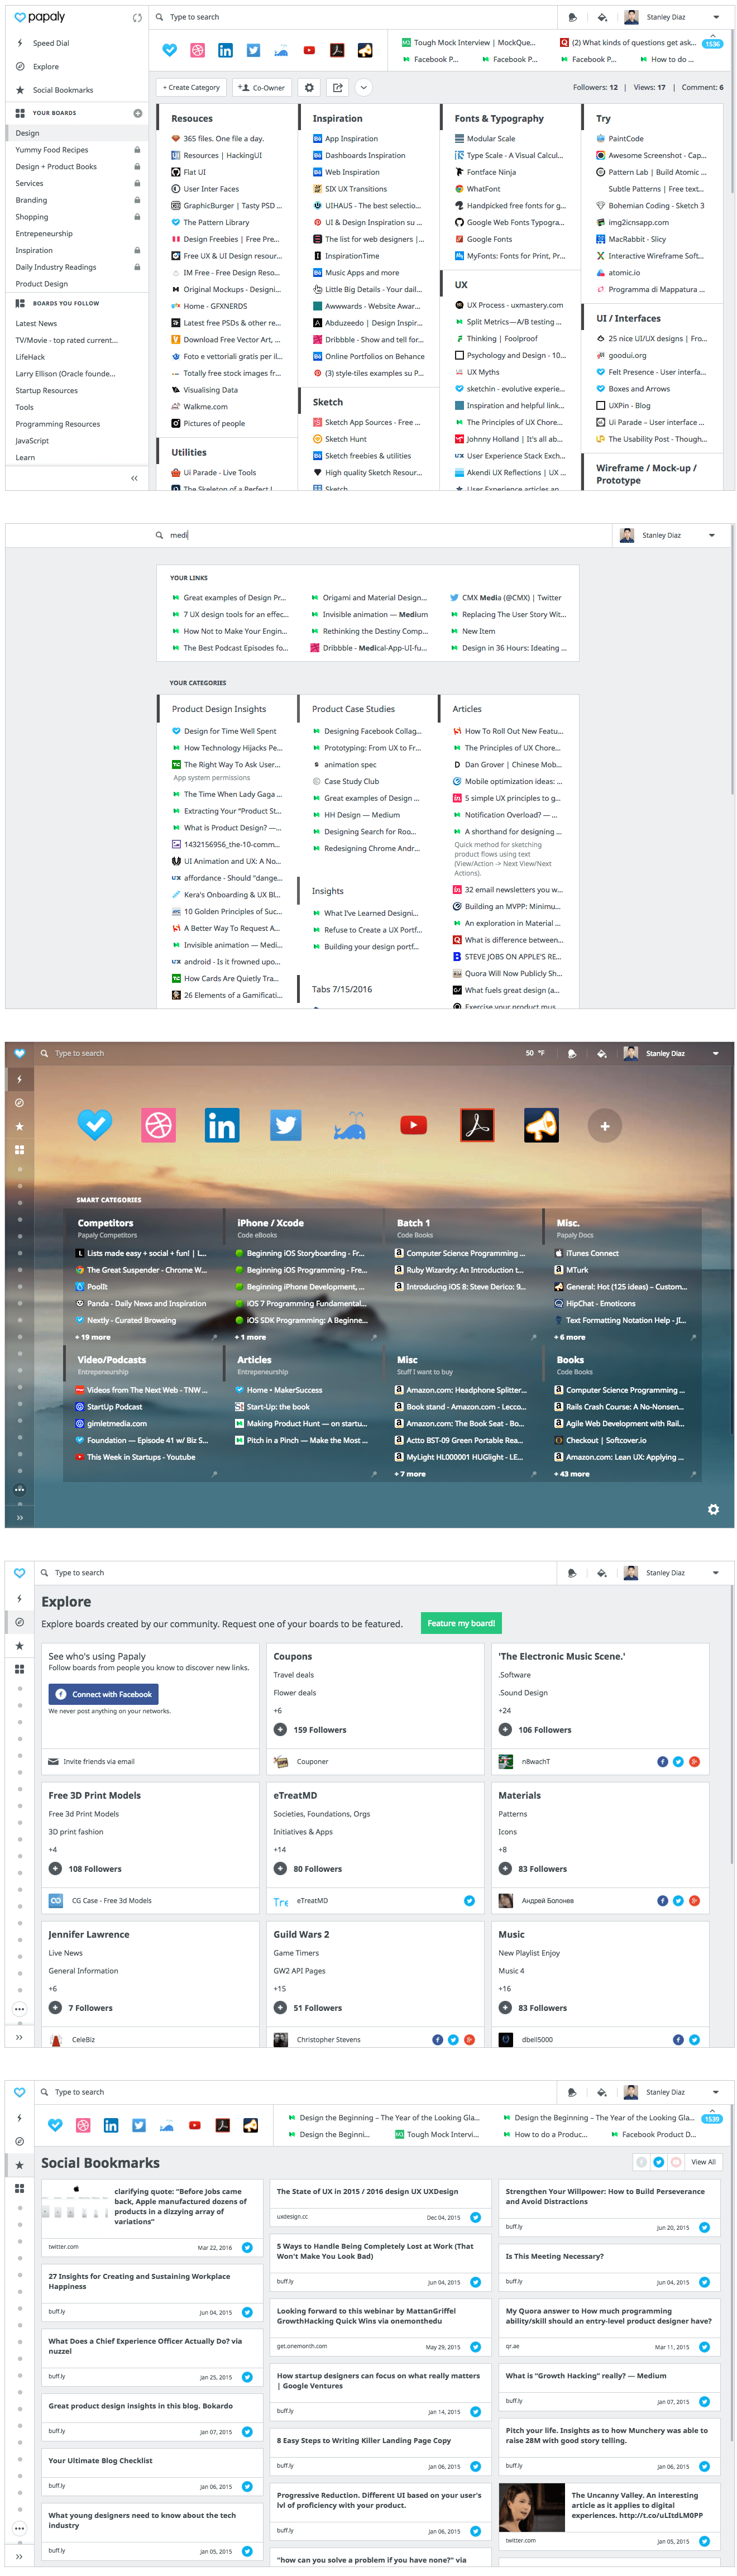 papaly
Type to search
Stanley Diaz
Speed Dial
Explore
Social Bookmarks
YOUR BOARDS
Design
Yummy Food Recipes
Design + Product Books
Services
Branding
Shopping
Entrepeneurship
Inspiration
Daily Industry Readings
Product Design
BOARDS YOU FOLLOW
Latest News
TV/Movie - top rated current...
LifeHack
Larry Ellison (Oracle founde...
Startup Resources
Tools
Programming Resources
JavaScript
Learn
Tough Mock Interview | MockQue...
(2) What kinds of questions get ask...
1536
Facebook P...
Facebook P...
Facebook P...
How to do ...
+ Create Category
Co-Owner
Followers: 12 | Views: 17 | Comment: 6
Resouces
365 files. One file a day.
Resources | HackingUI
Flat UI
User Inter Faces
GraphicBurger | Tasty PSD ...
The Pattern Library
Design Freebies | Free Pre...
Free UX & UI Design resour...
IM Free - Free Design Reso...
Original Mockups - Designi...
Home - GFXNERDS
Latest free PSDs & other re...
Download Free Vector Art, ...
Foto e vettoriali gratis per il...
Totally free stock images fr...
Visualising Data
Walkme.com
Pictures of people
Utilities
Ui Parade - Live Tools
The Skeleton of a Perfect L
Inspiration
App Inspiration
Dashboards Inspiration
Web Inspiration
SIX UX Transitions
UIHAUS - The best selectio...
UI & Design Inspiration su ...
The list for web designers |...
InspirationTime
Music Apps and more
Little Big Details - Your dail...
Awwwards - Website Awar...
Abduzeedo | Design Inspir...
Dribbble - Show and tell for...
Online Portfolios on Behance
(3) style-tiles examples su P...
Sketch
Sketch App Sources - Free ...
Sketch Hunt
Sketch freebies & utilities
High quality Sketch Resour...
Sketch
Fonts & Typography
Modular Scale
Type Scale - A Visual Calcul...
Fontface Ninja
WhatFont
Handpicked free fonts for g...
Google Web Fonts Typogra...
Google Fonts
MyFonts: Fonts for Print, Pr...
UX
UX Process - uxmastery.com
Split Metrics—A/B testing ...
Thinking | Foolproof
Psychology and Design - 10...
UX Myths
sketchin - evolutive experie...
Inspiration and helpful link...
The Principles of UX Chore...
Johnny Holland | It's all ab...
User Experience Stack Exch...
Akendi UX Reflections | UX ...
User Experience articles an
Try
PaintCode
Awesome Screenshot - Cap...
Pattern Lab | Build Atomic ...
Subtle Patterns | Free text...
Bohemian Coding - Sketch 3
img2icnsapp.com
MacRabbit - Slicy
Interactive Wireframe Soft...
atomic.io
Programma di Mappatura ...
UI / Interfaces
25 nice UI/UX designs | Fro...
goodui.org
Felt Presence - User interfa...
Boxes and Arrows
UXPin - Blog
Ui Parade – User interface ...
The Usability Post - Though...
Wireframe / Mock-up /
Prototype
medi
Stanley Diaz
YOUR LINKS
Great examples of Design Pr...
Origami and Material Design...
CMX Media (@CMX) | Twitter
7 UX design tools for an effec...
Invisible animation — Medium
Replacing The User Story Wit...
How Not to Make Your Engin...
Rethinking the Destiny Comp...
New Item
The Best Podcast Episodes fo...
Dribbble - Medical-App-UI-fu...
Design in 36 Hours: Ideating ...
YOUR CATEGORIES
Product Design Insights
Design for Time Well Spent
How Technology Hijacks Pe...
The Right Way To Ask User...
App system permissions
The Time When Lady Gaga ...
Extracting Your "Product St...
What is Product Design? —...
1432156956_the-10-comm...
UI Animation and UX: A No...
affordance - Should "dange...
Kera's Onboarding & UX Bl...
10 Golden Principles of Suc...
A Better Way To Request A...
Invisible animation — Medi...
android - Is it frowned upo...
How Cards Are Quietly Tra...
26 Elements of a Gamificati...
Product Case Studies
Designing Facebook Collag...
Prototyping: From UX to Fr...
animation spec
Case Study Club
Great examples of Design ...
HH Design — Medium
Designing Search for Roo...
Redesigning Chrome Andr...
Insights
What I've Learned Designi...
Refuse to Create a UX Portf...
Building your design portf...
Tabs 7/15/2016
Articles
How To Roll Out New Featu...
The Principles of UX Chore...
Dan Grover | Chinese Mob...
Mobile optimization ideas: ...
5 simple UX principles to g...
Notification Overload? — ...
A shorthand for designing ...
Quick method for sketching
product flows using text
(View/Action -> Next View/Next
Actions).
32 email newsletters you w...
Building an MVPP: Minimu...
An exploration in Material ...
What is difference between...
STEVE JOBS ON APPLE'S RE...
Quora Will Now Publicly Sh...
What fuels great design (a...
Exercise your product mus
Type to search
50 °F
Stanley Diaz
SMART CATEGORIES
Competitors
Papaly Competitors
Lists made easy + social + fun! | L...
The Great Suspender - Chrome W...
PoolIt
Panda - Daily News and Inspiration
Nextly - Curated Browsing
+ 19 more
iPhone / Xcode
Code eBooks
Beginning iOS Storyboarding - Fr...
Beginning iOS Programming - Fre...
Beginning iPhone Development, ...
iOS 7 Programming Fundamental...
iOS SDK Programming: A Beginne...
+ 1 more
Batch 1
Code Books
Computer Science Programming ...
Ruby Wizardry: An Introduction t...
Introducing iOS 8: Steve Derico: 9...
Misc.
Papaly Docs
iTunes Connect
MTurk
General: Hot (125 ideas) – Custom...
HipChat - Emoticons
Text Formatting Notation Help - JI...
+ 6 more
Video/Podcasts
Entrepeneurship
Videos from The Next Web - TNW ...
StartUp Podcast
gimletmedia.com
Foundation — Episode 41 w/ Biz S...
This Week in Startups - Youtube
Articles
Entrepeneurship
Home • MakerSuccess
Start-Up: the book
Making Product Hunt — on startu...
Pitch in a Pinch — Make the Most ...
Misc
Stuff I want to buy
Amazon.com: Headphone Splitter...
Book stand - Amazon.com - Lecco...
Amazon.com: The Book Seat - Bo...
Actto BST-09 Green Portable Rea...
MyLight HL000001 HUGlight - LE...
+ 7 more
Books
Code Books
Computer Science Programming ...
Rails Crash Course: A No-Nonsen...
Agile Web Development with Rail...
Checkout | Softcover.io
Amazon.com: Lean UX: Applying ...
+ 43 more
Type to search
Stanley Diaz
Explore
Explore boards created by our community. Request one of your boards to be featured.
Feature my board!
See who's using Papaly
Follow boards from people you know to discover new links.
Connect with Facebook
We never post anything on your networks.
Invite friends via email
Coupons
Travel deals
Flower deals
+6
159 Followers
Couponer
'The Electronic Music Scene.'
.Software
.Sound Design
+24
106 Followers
n8wachT
Free 3D Print Models
Free 3d Print Models
3D print fashion
+4
108 Followers
CG Case - Free 3d Models
eTreatMD
Societies, Foundations, Orgs
Initiatives & Apps
+14
80 Followers
eTreatMD
Materials
Patterns
Icons
+8
83 Followers
Андрей Болонев
Jennifer Lawrence
Live News
General Information
+6
7 Followers
CeleBiz
Guild Wars 2
Game Timers
GW2 API Pages
+15
51 Followers
Christopher Stevens
Music
New Playlist Enjoy
Music 4
+16
83 Followers
dbell5000
Type to search
Stanley Diaz
Design the Beginning – The Year of the Looking Gla...
Design the Beginning – The Year of the Looking Gla...
1539
Design the Beginni...
Tough Mock Intervi...
How to do a Produc...
Facebook Product D...
Social Bookmarks
View All
clarifying quote: "Before Jobs came
back, Apple manufactured dozens of
products in a dizzying array of
variations"
twitter.com
Mar 22, 2016
27 Insights for Creating and Sustaining Workplace
Happiness
buff.ly
Jun 04, 2015
What Does a Chief Experience Officer Actually Do? via
nuzzel
buff.ly
Jan 25, 2015
Great product design insights in this blog. Bokardo
buff.ly
Jan 07, 2015
Your Ultimate Blog Checklist
buff.ly
Jan 06, 2015
What young designers need to know about the tech
industry
buff.ly
Jan 05, 2015
The State of UX in 2015 / 2016 design UX UXDesign
uxdesign.cc
Dec 04, 2015
5 Ways to Handle Being Completely Lost at Work (That
Won't Make You Look Bad)
buff.ly
Jun 04, 2015
Looking forward to this webinar by MattanGriffel
GrowthHacking Quick Wins via onemonthedu
get.onemonth.com
May 29, 2015
How startup designers can focus on what really matters
| Google Ventures
buff.ly
Jan 14, 2015
8 Easy Steps to Writing Killer Landing Page Copy
buff.ly
Jan 06, 2015
Progressive Reduction. Different UI based on your user's
lvl of proficiency with your product.
buff.ly
Jan 06, 2015
"how can you solve a problem if you have none?" via
Strengthen Your Willpower: How to Build Perseverance
and Avoid Distractions
buff.ly
Jun 20, 2015
Is This Meeting Necessary?
buff.ly
Jun 04, 2015
My Quora answer to How much programming
ability/skill should an entry-level product designer have?
qr.ae
Mar 11, 2015
What is "Growth Hacking" really? — Medium
buff.ly
Jan 07, 2015
Pitch your life. Insights as to how Munchery was able to
raise 28M with good story telling.
buff.ly
Jan 06, 2015
The Uncanny Valley. An interesting
article as it applies to digital
experiences. http://t.co/uLItdLM0PP
twitter.com
Jan 05, 2015